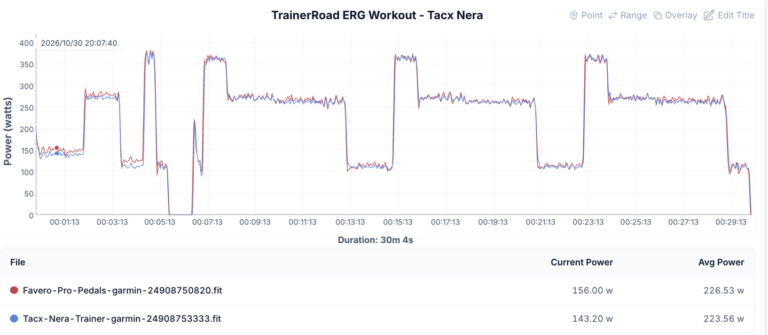 TrainerRoad ERG Workout - Tacx Nera
Point Range Overlay Edit Title
2026/10/30 20:07:40
400
350
300
250
200
150
100
50
0
Power (watts)
00:01:13 00:03:13 00:05:13 00:07:13 00:09:13 00:11:13 00:13:13 00:15:13 00:17:13 00:19:13 00:21:13 00:23:13 00:25:13 00:27:13 00:29:13
Duration: 30m 4s
File Current Power Avg Power
Favero-Pro-Pedals-garmin-24908750820.fit 156.00 w 226.53 w
Tacx-Nera-Trainer-garmin-24908753333.fit 143.20 w 223.56 w